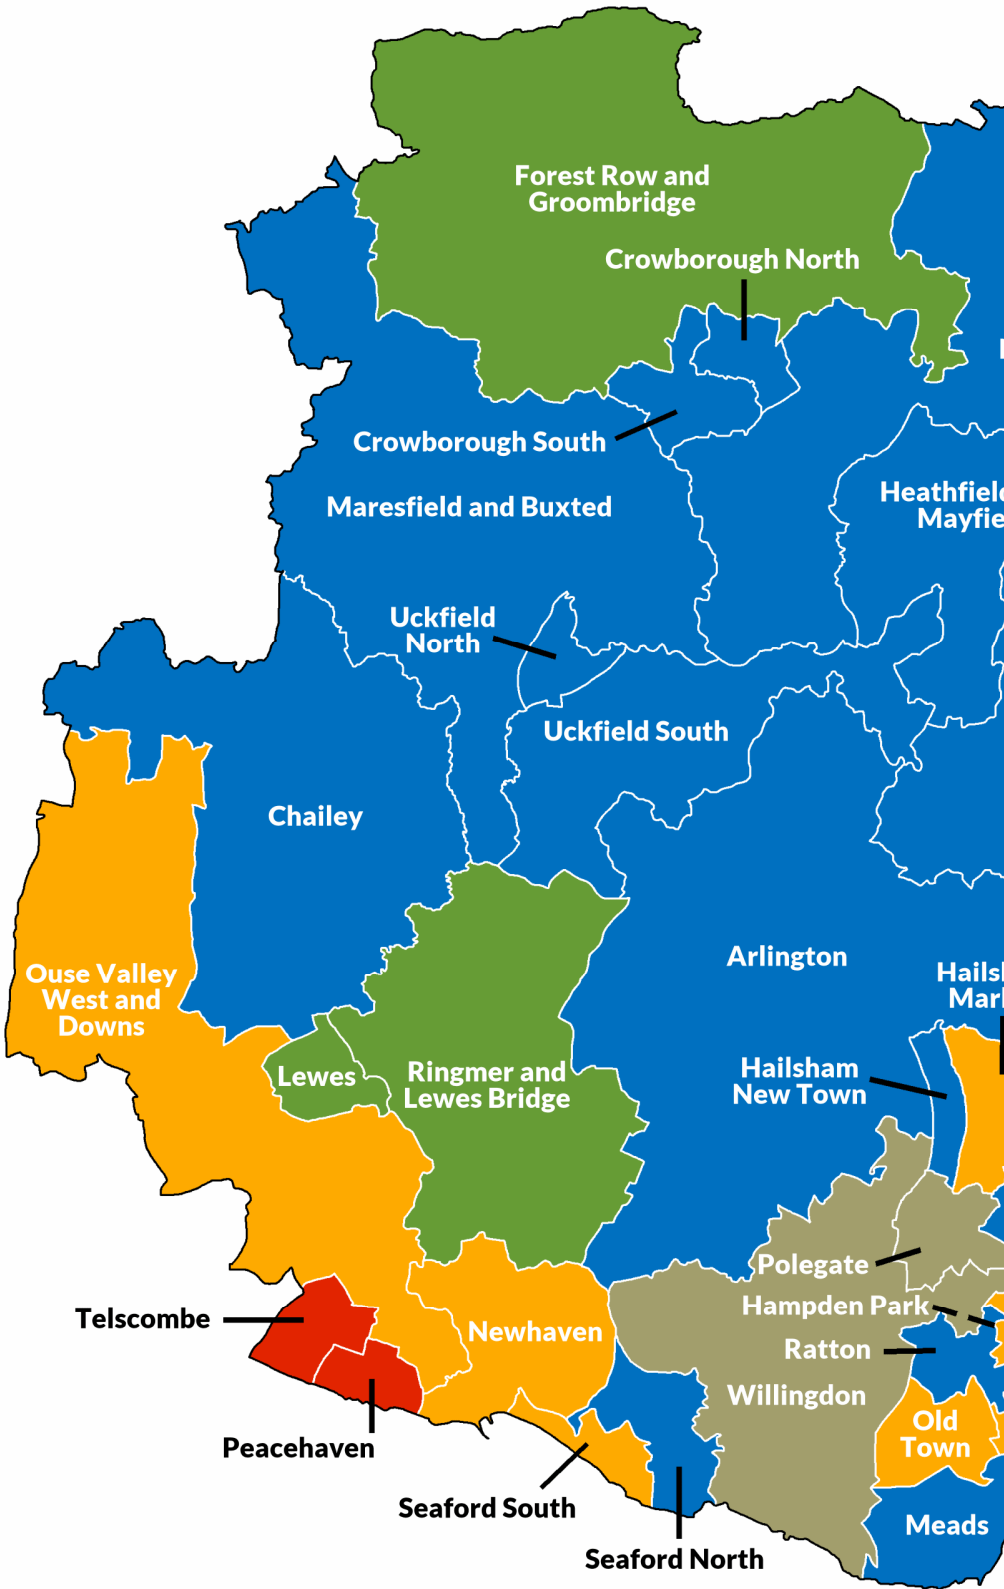 Forest Row and
Groombridge
Crowborough North
Crowborough South
Maresfield and Buxted
Uckfield
North
Uckfield South
Chailey
Arlington
Ouse Valley
West and
Downs
Lewes
Ringmer and
Lewes Bridge
Hailsham
New Town
Polegate
Hampden Park
Ratton
Willingdon
Newhaven
Telscombe
Peacehaven
Old
Town
Seaford South
Meads
Seaford North